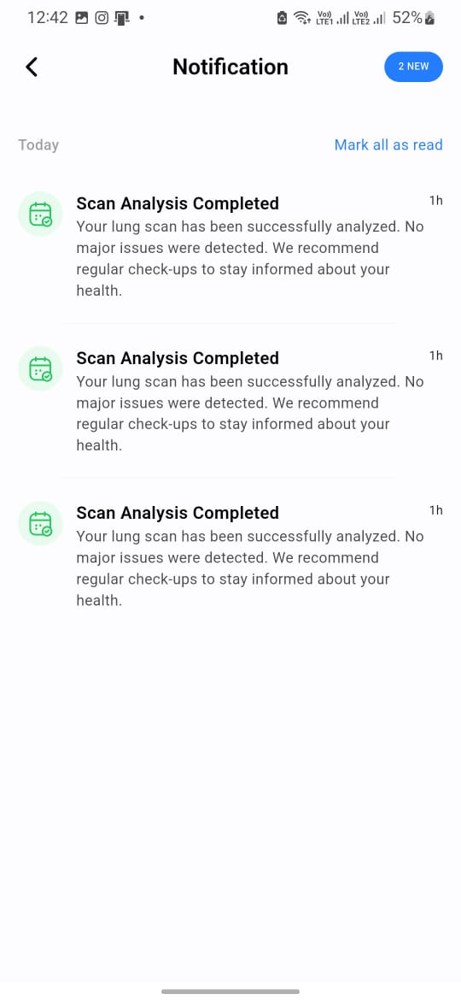 12:42
Vo)) LTE1 Vo)) LTE2 52%
Notification
2 NEW
Today
Mark all as read
Scan Analysis Completed
1h
Your lung scan has been successfully analyzed. No
major issues were detected. We recommend
regular check-ups to stay informed about your
health.
Scan Analysis Completed
1h
Your lung scan has been successfully analyzed. No
major issues were detected. We recommend
regular check-ups to stay informed about your
health.
Scan Analysis Completed
1h
Your lung scan has been successfully analyzed. No
major issues were detected. We recommend
regular check-ups to stay informed about your
health.